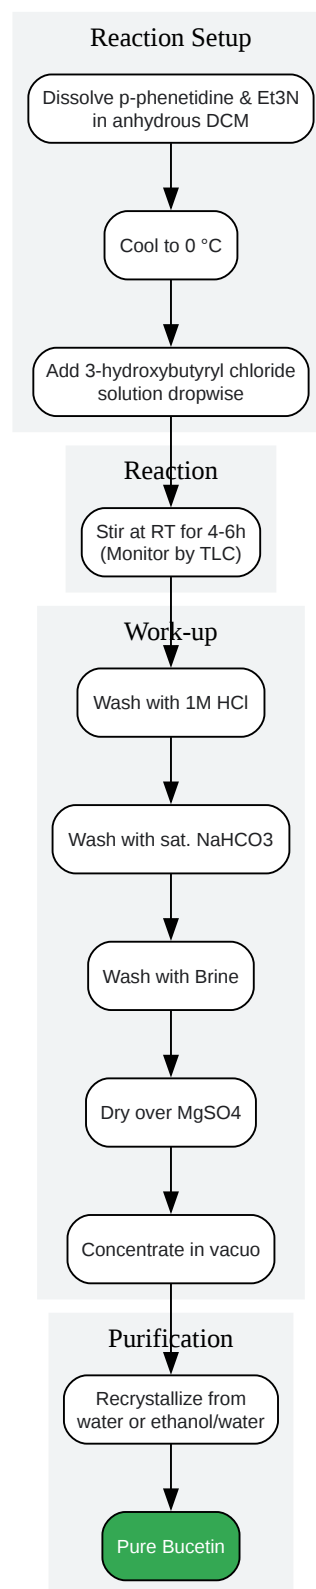 Reaction Setup
Dissolve p-phenetidine & Et3N
in anhydrous DCM
Cool to 0 °C
Add 3-hydroxybutyryl chloride
solution dropwise
Reaction
Stir at RT for 4-6h
(Monitor by TLC)
Work-up
Wash with 1M HCl
Wash with sat. NaHCO3
Wash with Brine
Dry over MgSO4
Concentrate in vacuo
Purification
Recrystallize from
water or ethanol/water
Pure Bucetin